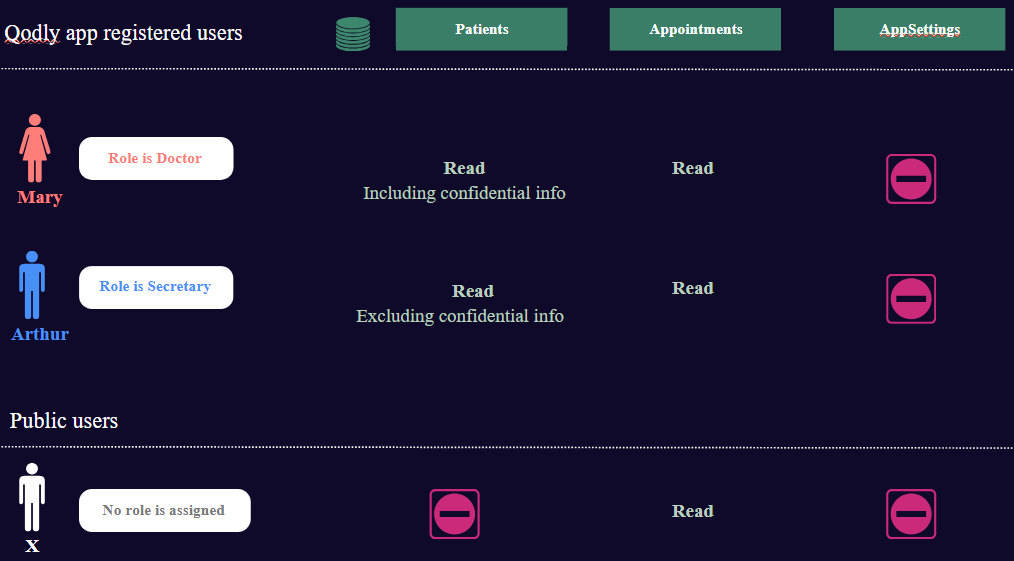 Qodly app registered users
Patients
Appointments
AppSettings
Role is Doctor
Mary
Read
Including confidential info
Read
Role is Secretary
Arthur
Read
Excluding confidential info
Read
Public users
No role is assigned
X
Read